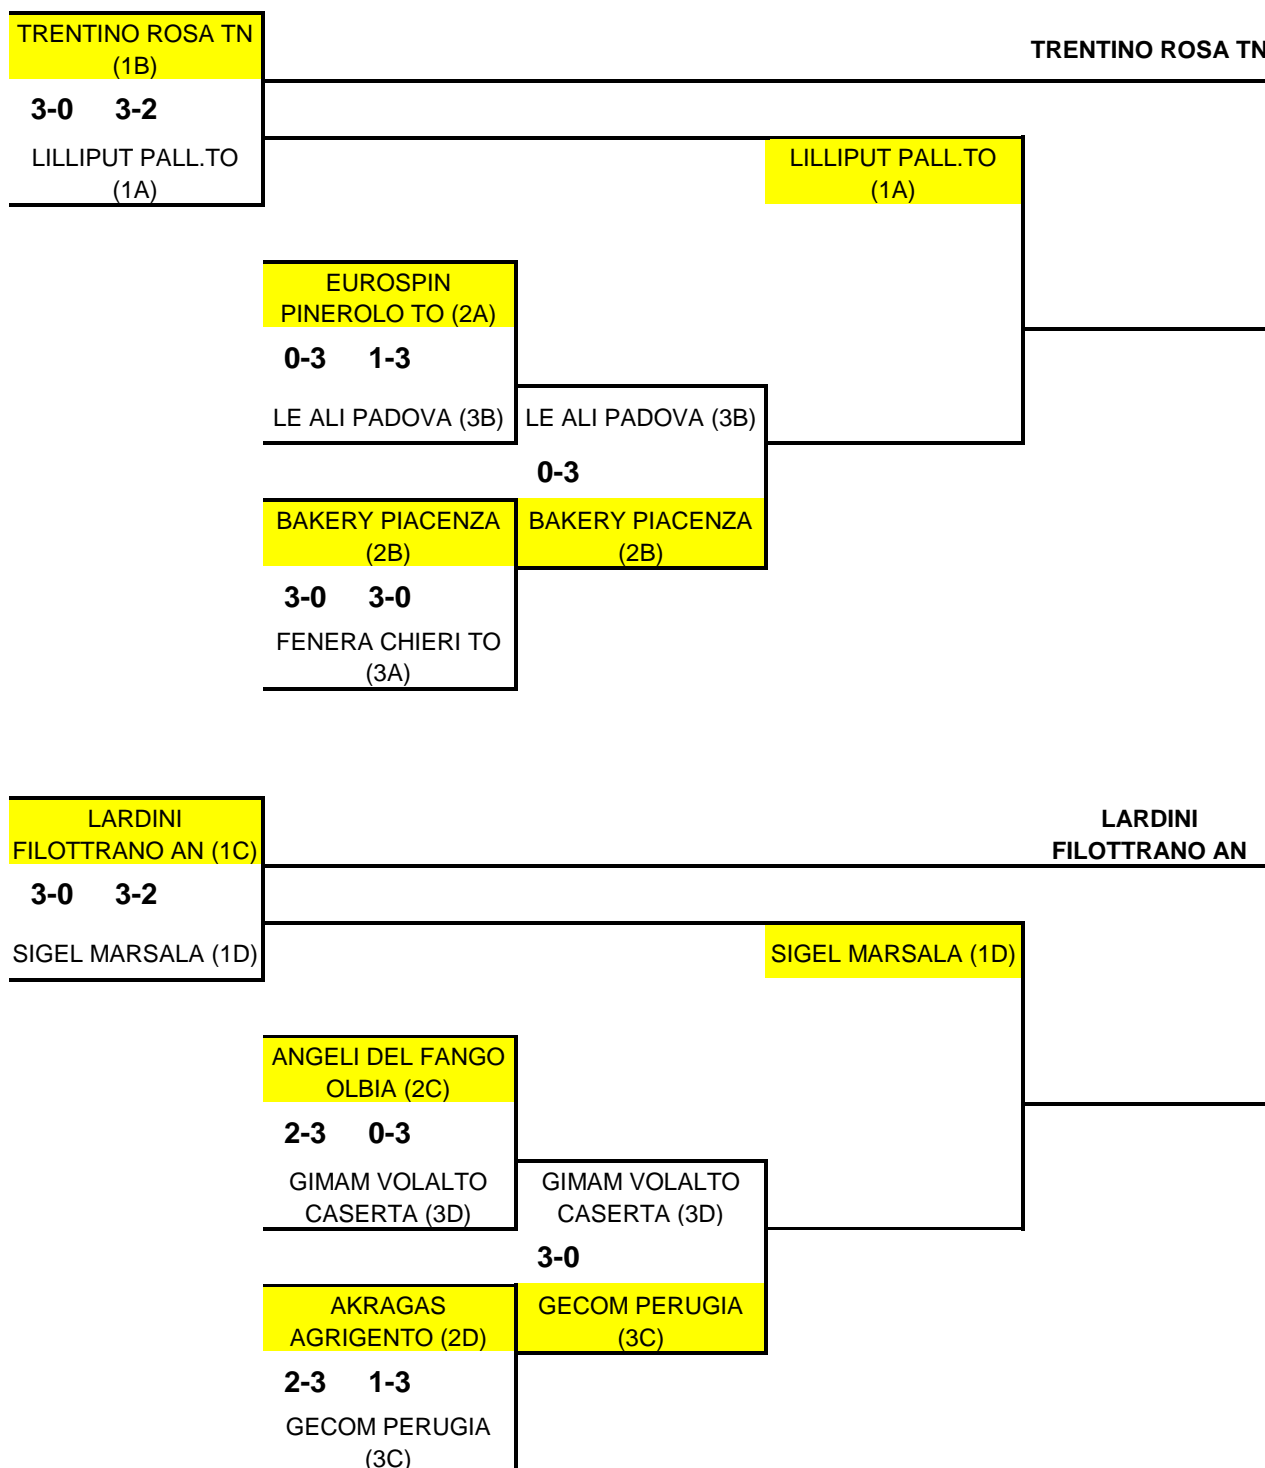 TRENTINO ROSA TN
(1B)
TRENTINO ROSA TN
3-0 3-2
LILLIPUT PALL.TO
(1A)
LILLIPUT PALL.TO
(1A)
EUROSPIN
PINEROLO TO (2A)
0-3 1-3
LE ALI PADOVA (3B)
LE ALI PADOVA (3B)
0-3
BAKERY PIACENZA
(2B)
BAKERY PIACENZA
(2B)
3-0 3-0
FENERA CHIERI TO
(3A)
LARDINI
FILOTTRANO AN (1C)
LARDINI
FILOTTRANO AN
3-0 3-2
SIGEL MARSALA (1D)
SIGEL MARSALA (1D)
ANGELI DEL FANGO
OLBIA (2C)
2-3 0-3
GIMAM VOLALTO
CASERTA (3D)
GIMAM VOLALTO
CASERTA (3D)
3-0
AKRAGAS
AGRIGENTO (2D)
GECOM PERUGIA
(3C)
2-3 1-3
GECOM PERUGIA
(3C)